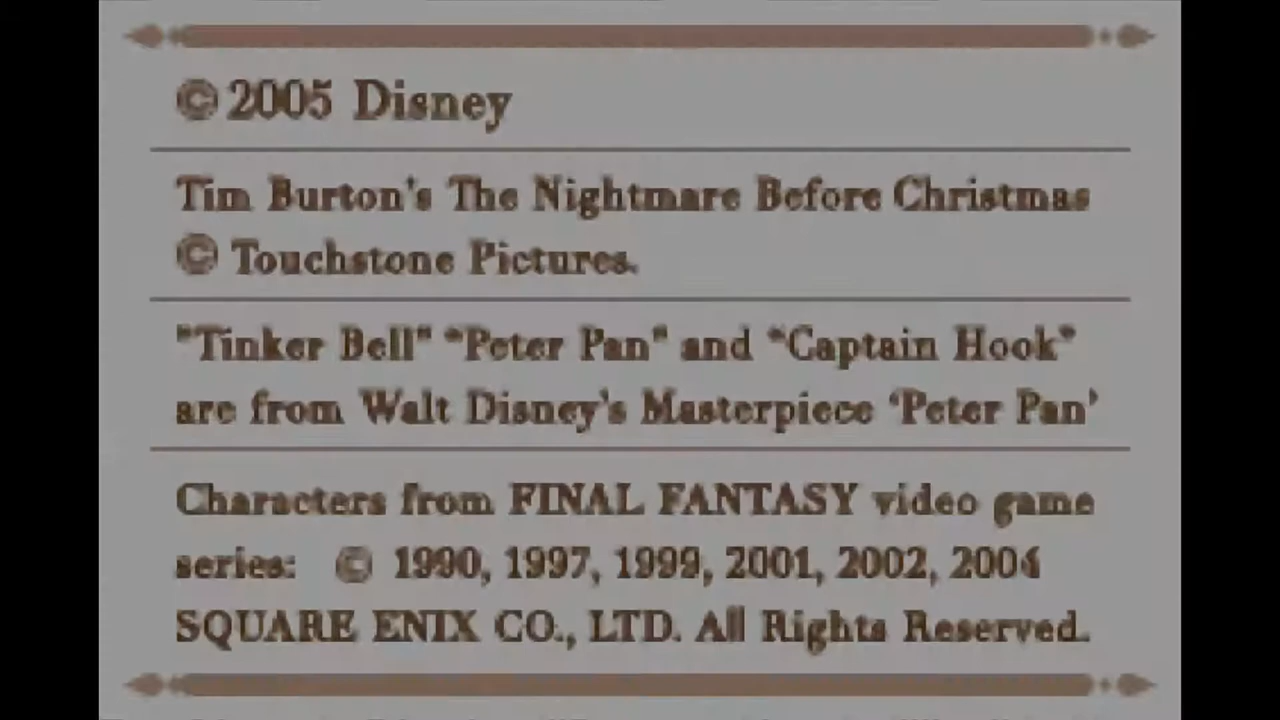 © 2005 Disney
Tim Burton's The Nightmare Before Christmas
© Touchstone Pictures.
"Tinker Bell" "Peter Pan" and "Captain Hook"
are from Walt Disney's Masterpiece ‘Peter Pan’
Characters from FINAL FANTASY video game
series: © 1990, 1997, 1999, 2001, 2002, 2004
SQUARE ENIX CO., LTD. All Rights Reserved.